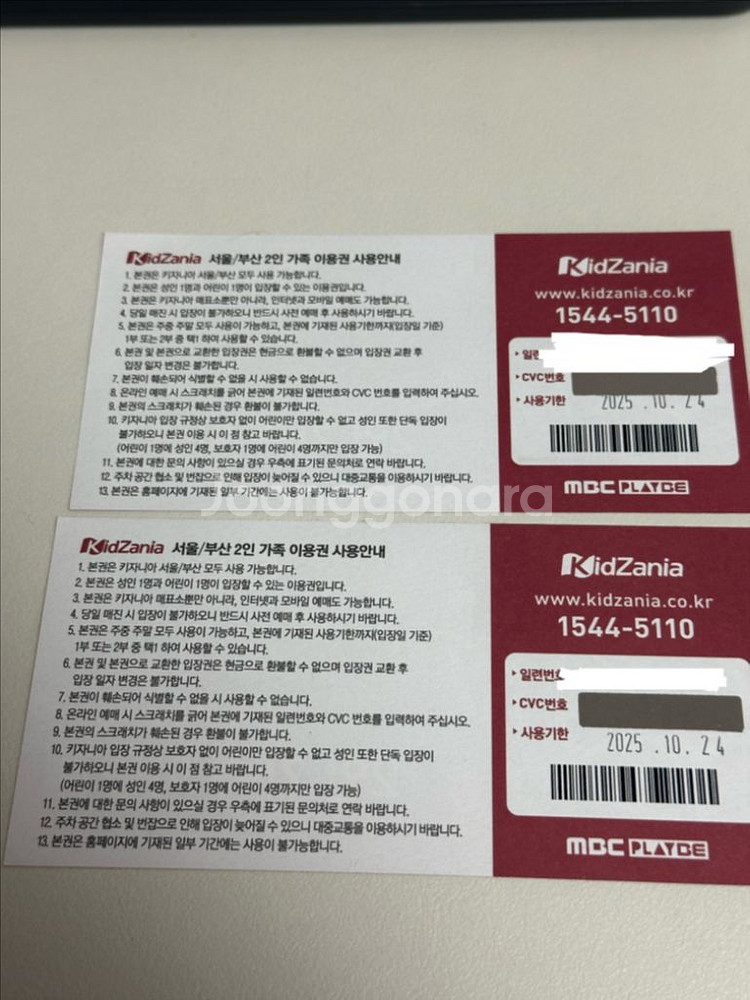 KidZania 서울/부산 2인 가족 이용권 사용안내
1. 본권은 키자니아 서울/부산 모두 사용 가능합니다.
2. 본권은 성인 1명과 어린이 1명이 입장할 수 있는 이용권입니다.
3. 본권은 키자니아 매표소뿐만 아니라, 인터넷과 모바일 예매도 가능합니다.
4. 당일 매진 시 입장이 불가하오니 반드시 사전 예매 후 사용하시기 바랍니다.
5. 본권은 주중 주말 모두 사용이 가능하고, 본권에 기재된 사용기한까지(입장일 기준)
1부 또는 2부 중 택1 하여 사용할 수 있습니다.
6. 본권 및 본권으로 교환한 입장권은 현금으로 환불할 수 없으며 입장권 교환 후
입장 일자 변경은 불가합니다.
7. 본권이 훼손되어 식별할 수 없을 시 사용할 수 없습니다.
8. 온라인 예매 시 스크래치를 긁어 본권에 기재된 일련번호와 CVC 번호를 입력하여 주십시오.
9. 본권의 스크래치가 훼손된 경우 환불이 불가합니다.
10. 키자니아 입장 규정상 보호자 없이 어린이만 입장할 수 없고 성인 또한 단독 입장이
불가하오니 본권 이용 시 이 점 참고 바랍니다.
(어린이 1명에 성인 4명, 보호자 1명에 어린이 4명까지만 입장 가능)
11. 본권에 대한 문의 사항이 있으실 경우 우측에 표기된 문의처로 연락 바랍니다.
12. 주차 공간 협소 및 번잡으로 인해 입장이 늦어질 수 있으니 대중교통을 이용하시기 바랍니다.
13. 본권은 홈페이지에 기재된 일부 기간에는 사용이 불가능합니다.
KidZania
www.kidzania.co.kr
1544-5110
일련
CVC번호
사용기한 2025.10.24
MBC PLAYBE
Joonggonara
KidZania 서울/부산 2인 가족 이용권 사용안내
1. 본권은 키자니아 서울/부산 모두 사용 가능합니다.
2. 본권은 성인 1명과 어린이 1명이 입장할 수 있는 이용권입니다.
3. 본권은 키자니아 매표소뿐만 아니라, 인터넷과 모바일 예매도 가능합니다.
4. 당일 매진 시 입장이 불가하오니 반드시 사전 예매 후 사용하시기 바랍니다.
5. 본권은 주중 주말 모두 사용이 가능하고, 본권에 기재된 사용기한까지(입장일 기준)
1부 또는 2부 중 택1 하여 사용할 수 있습니다.
6. 본권 및 본권으로 교환한 입장권은 현금으로 환불할 수 없으며 입장권 교환 후
입장 일자 변경은 불가합니다.
7. 본권이 훼손되어 식별할 수 없을 시 사용할 수 없습니다.
8. 온라인 예매 시 스크래치를 긁어 본권에 기재된 일련번호와 CVC 번호를 입력하여 주십시오.
9. 본권의 스크래치가 훼손된 경우 환불이 불가합니다.
10. 키자니아 입장 규정상 보호자 없이 어린이만 입장할 수 없고 성인 또한 단독 입장이
불가하오니 본권 이용 시 이 점 참고 바랍니다.
(어린이 1명에 성인 4명, 보호자 1명에 어린이 4명까지만 입장 가능)
11. 본권에 대한 문의 사항이 있으실 경우 우측에 표기된 문의처로 연락 바랍니다.
12. 주차 공간 협소 및 번잡으로 인해 입장이 늦어질 수 있으니 대중교통을 이용하시기 바랍니다.
13. 본권은 홈페이지에 기재된 일부 기간에는 사용이 불가능합니다.
KidZania
www.kidzania.co.kr
1544-5110
일련번호
CVC번호
사용기한 2025.10.24
MBC PLAYBE